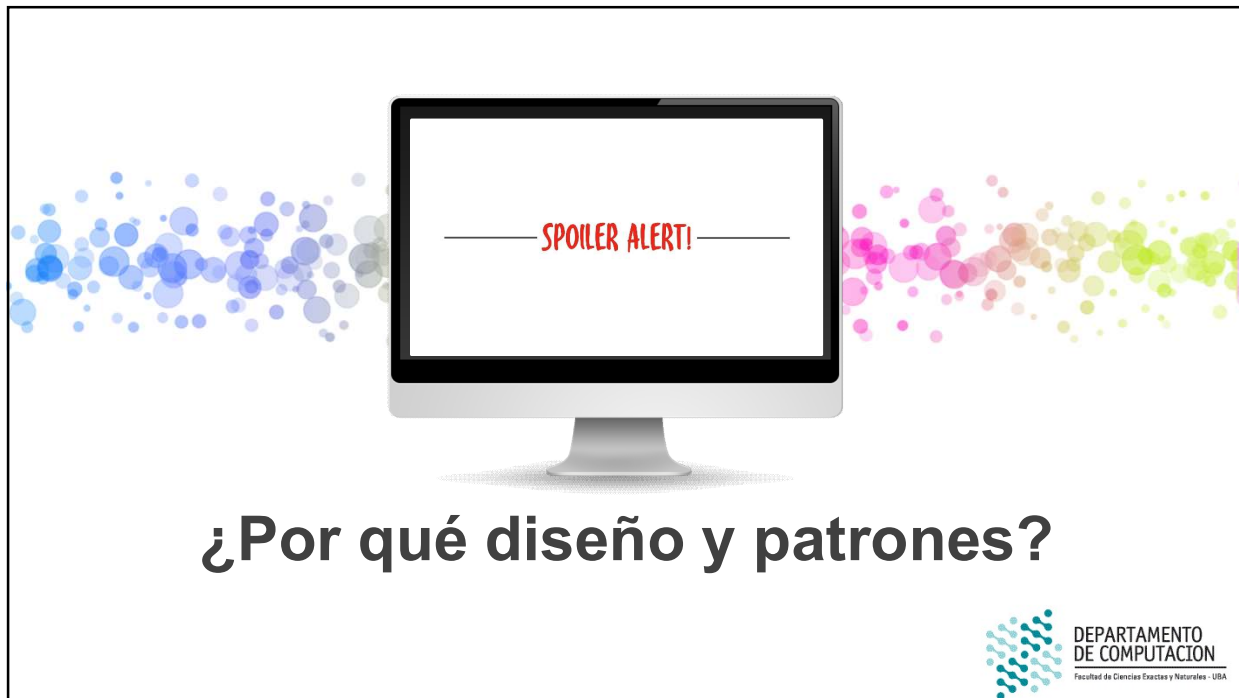 SPOILER ALERT!
¿Por qué diseño y patrones?
DEPARTAMENTO
DE COMPUTACION
Facultad de Ciencias Exactas y Naturales - UBA